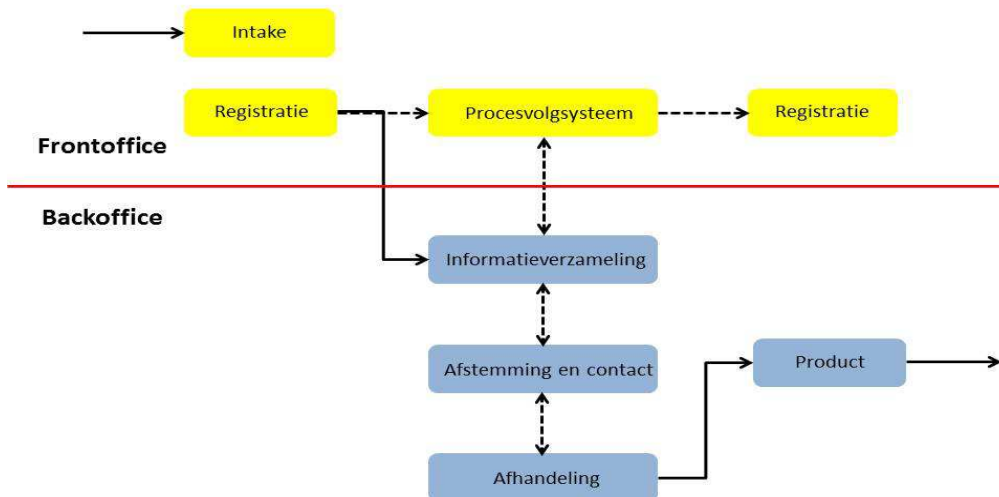 Intake
Registratie
Procesvolgsysteem
Registratie
Frontoffice
Backoffice
Informatieverzameling
Afstemming en contact
Product
Afhandeling